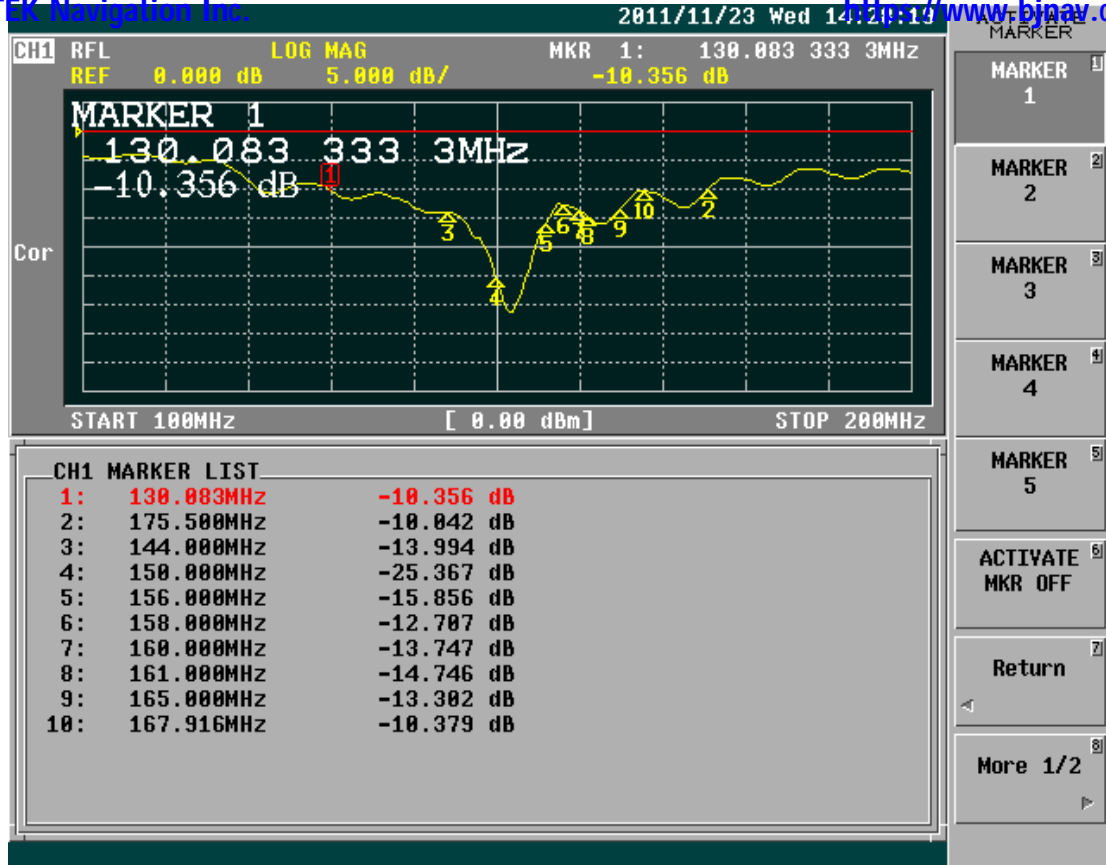 EK Navigation Inc.
2011/11/23 Wed
https://www.bjnav.c
ACTIVATE
MARKER
CH1 RFL LOG MAG MKR 1: 130.083 333 3MHz
REF 0.000 dB 5.000 dB/ -10.356 dB
MARKER 1
130.083 333 3MHz
-10.356 dB
1
3
4
5
6
7
8
9
10
2
Cor
START 100MHz [ 0.00 dBm] STOP 200MHz
CH1 MARKER LIST
1: 130.083MHz -10.356 dB
2: 175.500MHz -10.042 dB
3: 144.000MHz -13.994 dB
4: 150.000MHz -25.367 dB
5: 156.000MHz -15.856 dB
6: 158.000MHz -12.707 dB
7: 160.000MHz -13.747 dB
8: 161.000MHz -14.746 dB
9: 165.000MHz -13.302 dB
10: 167.916MHz -10.379 dB
MARKER 1
1
MARKER 2
2
MARKER 3
3
MARKER 4
4
MARKER 5
5
ACTIVATE 6
MKR OFF
7
Return
8
More 1/2